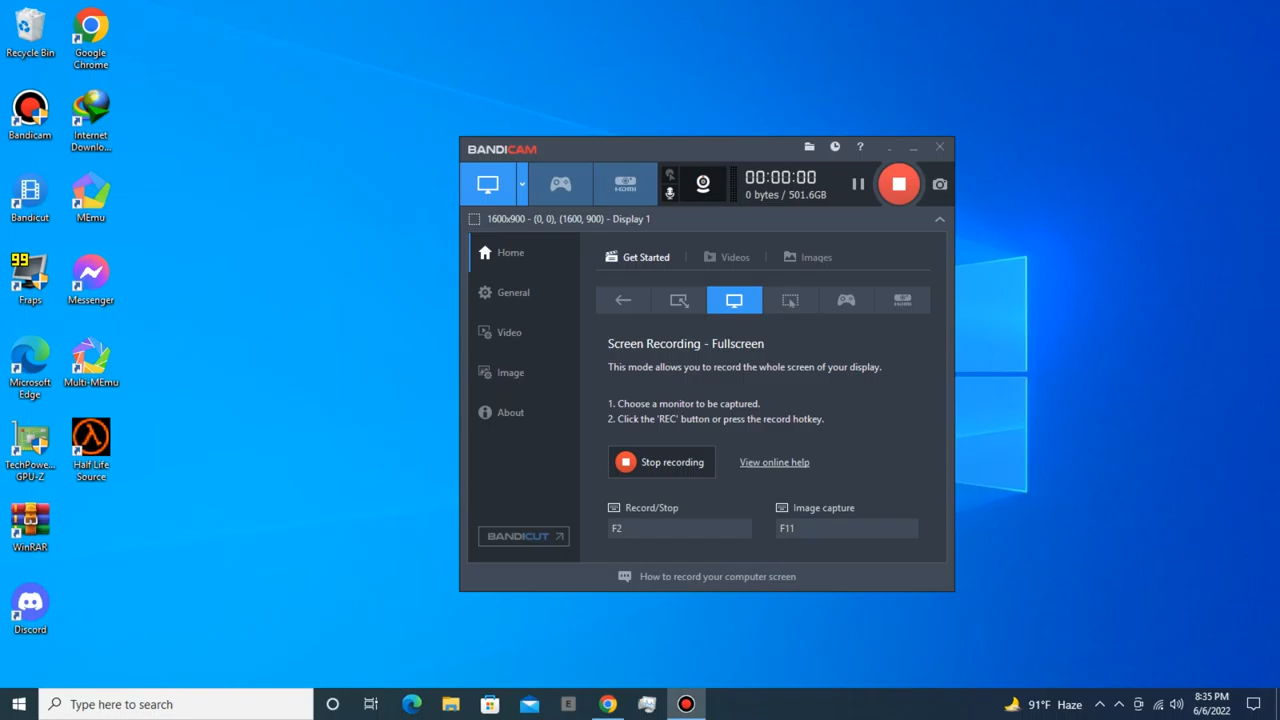 Recycle Bin
Google
Chrome
Bandicam
Internet
Downlo...
Bandicut
MEmu
99
Fraps
Messenger
Microsoft
Edge
Multi-MEmu
TechPowe...
GPU-Z
Half Life
Source
WinRAR
Discord
BANDICAM
?
HDMI
00:00:00
0 bytes / 501.6GB
1600x900 - (0, 0), (1600, 900) - Display 1
Home
General
Video
Image
About
BANDICUT
Get Started
Videos
Images
HDMI
Screen Recording - Fullscreen
This mode allows you to record the whole screen of your display.
1. Choose a monitor to be captured.
2. Click the 'REC' button or press the record hotkey.
Stop recording
View online help
Record/Stop
Image capture
F2
F11
How to record your computer screen
Type here to search
E
91°F Haze
8:35 PM
6/6/2022